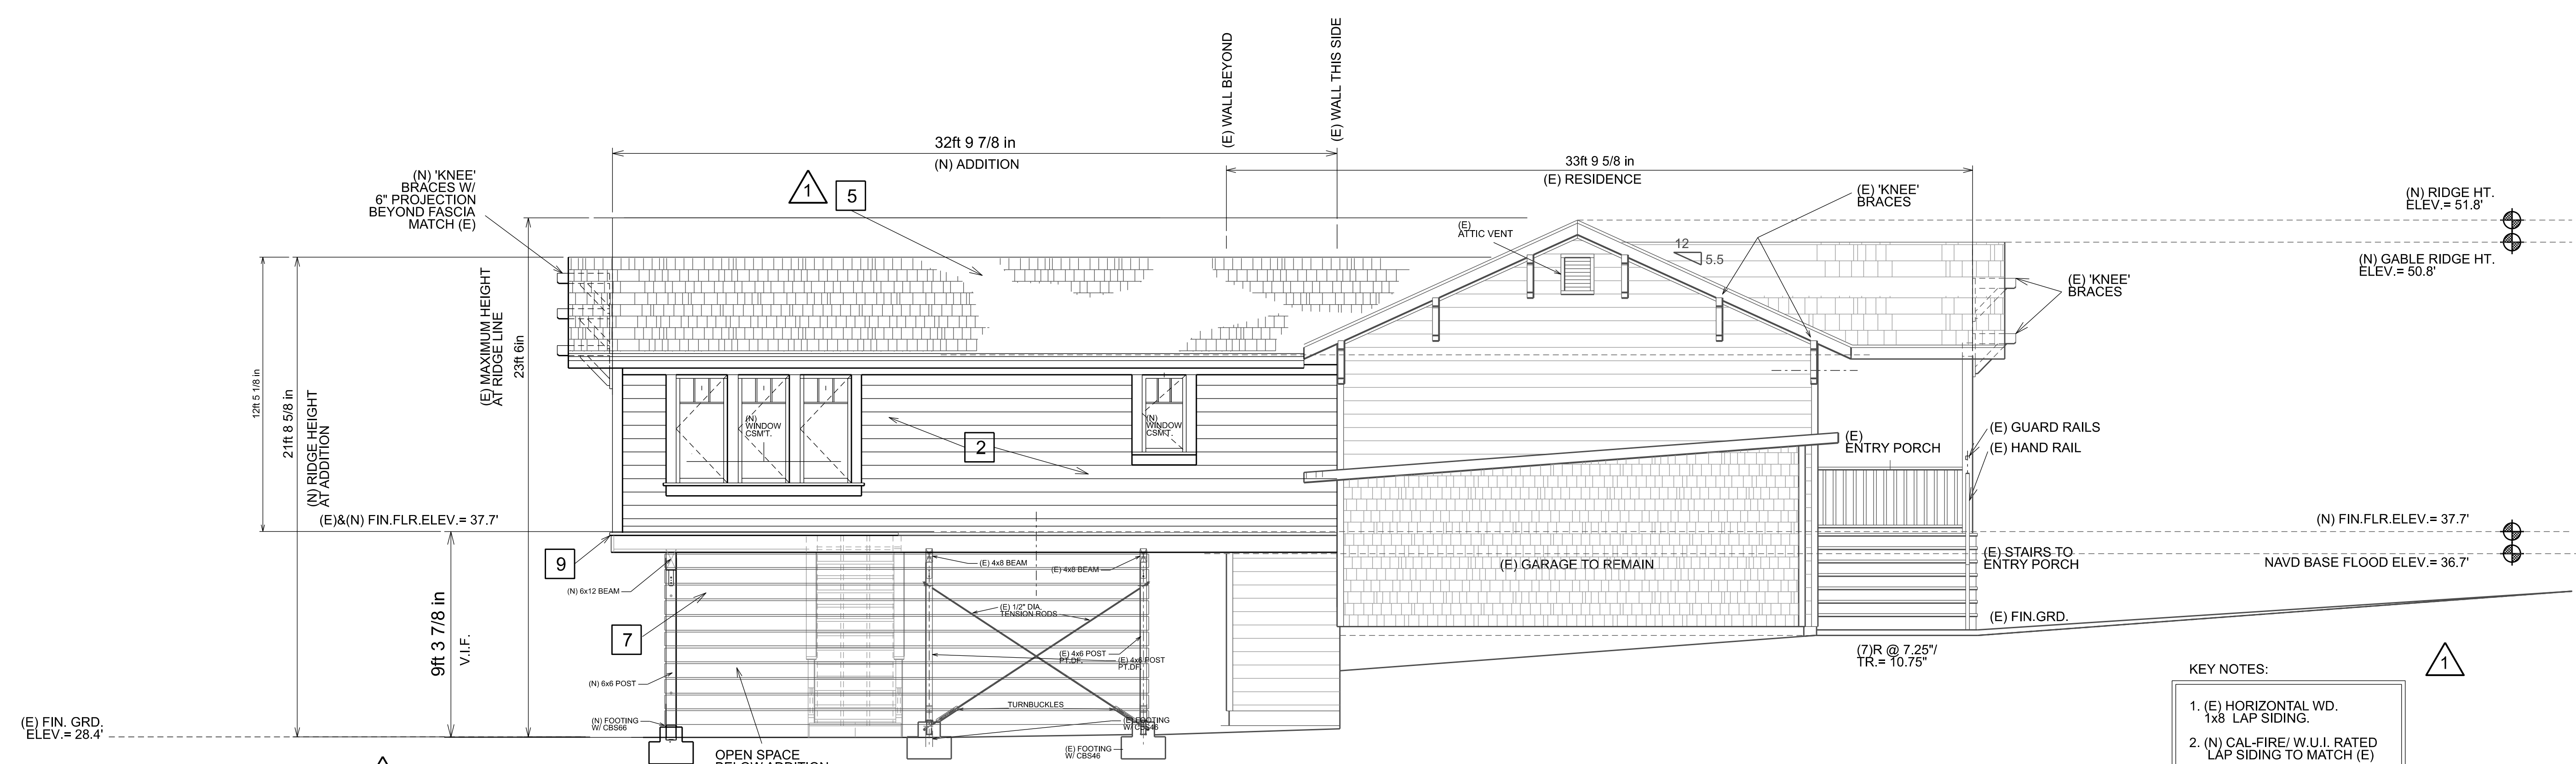 (E) WALL BEYOND
(E) WALL THIS SIDE
32ft 9 7/8 in
(N) ADDITION
33ft 9 5/8 in
(E) RESIDENCE
(N) 'KNEE'
BRACES W/
6" PROJECTION
BEYOND FASCIA
MATCH (E)
1
5
(E) 'KNEE'
BRACES
(E)
ATTIC VENT
12
5.5
(N) RIDGE HT.
ELEV.= 51.8'
(N) GABLE RIDGE HT.
ELEV.= 50.8'
(E) 'KNEE'
BRACES
12ft 5 1/8 in
21ft 8 5/8 in
(N) RIDGE HEIGHT
AT ADDITION
(E) MAXIMUM HEIGHT
AT RIDGE LINE
23ft 6in
(N)
WINDOW
CSM'T.
(N)
WINDOW
CSM'T.
2
(E)
ENTRY PORCH
(E) GUARD RAILS
(E) HAND RAIL
(E)&(N) FIN.FLR.ELEV.= 37.7'
(N) FIN.FLR.ELEV.= 37.7'
9
(N) 6x12 BEAM
(E) 4x8 BEAM
(E) 4x8 BEAM
(E) GARAGE TO REMAIN
(E) STAIRS TO
ENTRY PORCH
NAVD BASE FLOOD ELEV.= 36.7'
9ft 3 7/8 in
V.I.F.
7
(E) 1/2" DIA.
TENSION RODS
(E) 4x6 POST
PT.DF.
(E) 4x6 POST
PT.DF.
(E) FIN.GRD.
(7)R @ 7.25"/
TR.= 10.75"
(N) 6x6 POST
TURNBUCKLES
(E) FIN. GRD.
ELEV.= 28.4'
(N) FOOTING
W/ CBS66
(E) FOOTING
W/ CBS46
(E) FOOTING
W/ CBS46
OPEN SPACE
BELOW ADDITION
1
KEY NOTES:
1. (E) HORIZONTAL WD.
1x8 LAP SIDING.
2. (N) CAL-FIRE/ W.U.I. RATED
LAP SIDING TO MATCH (E)